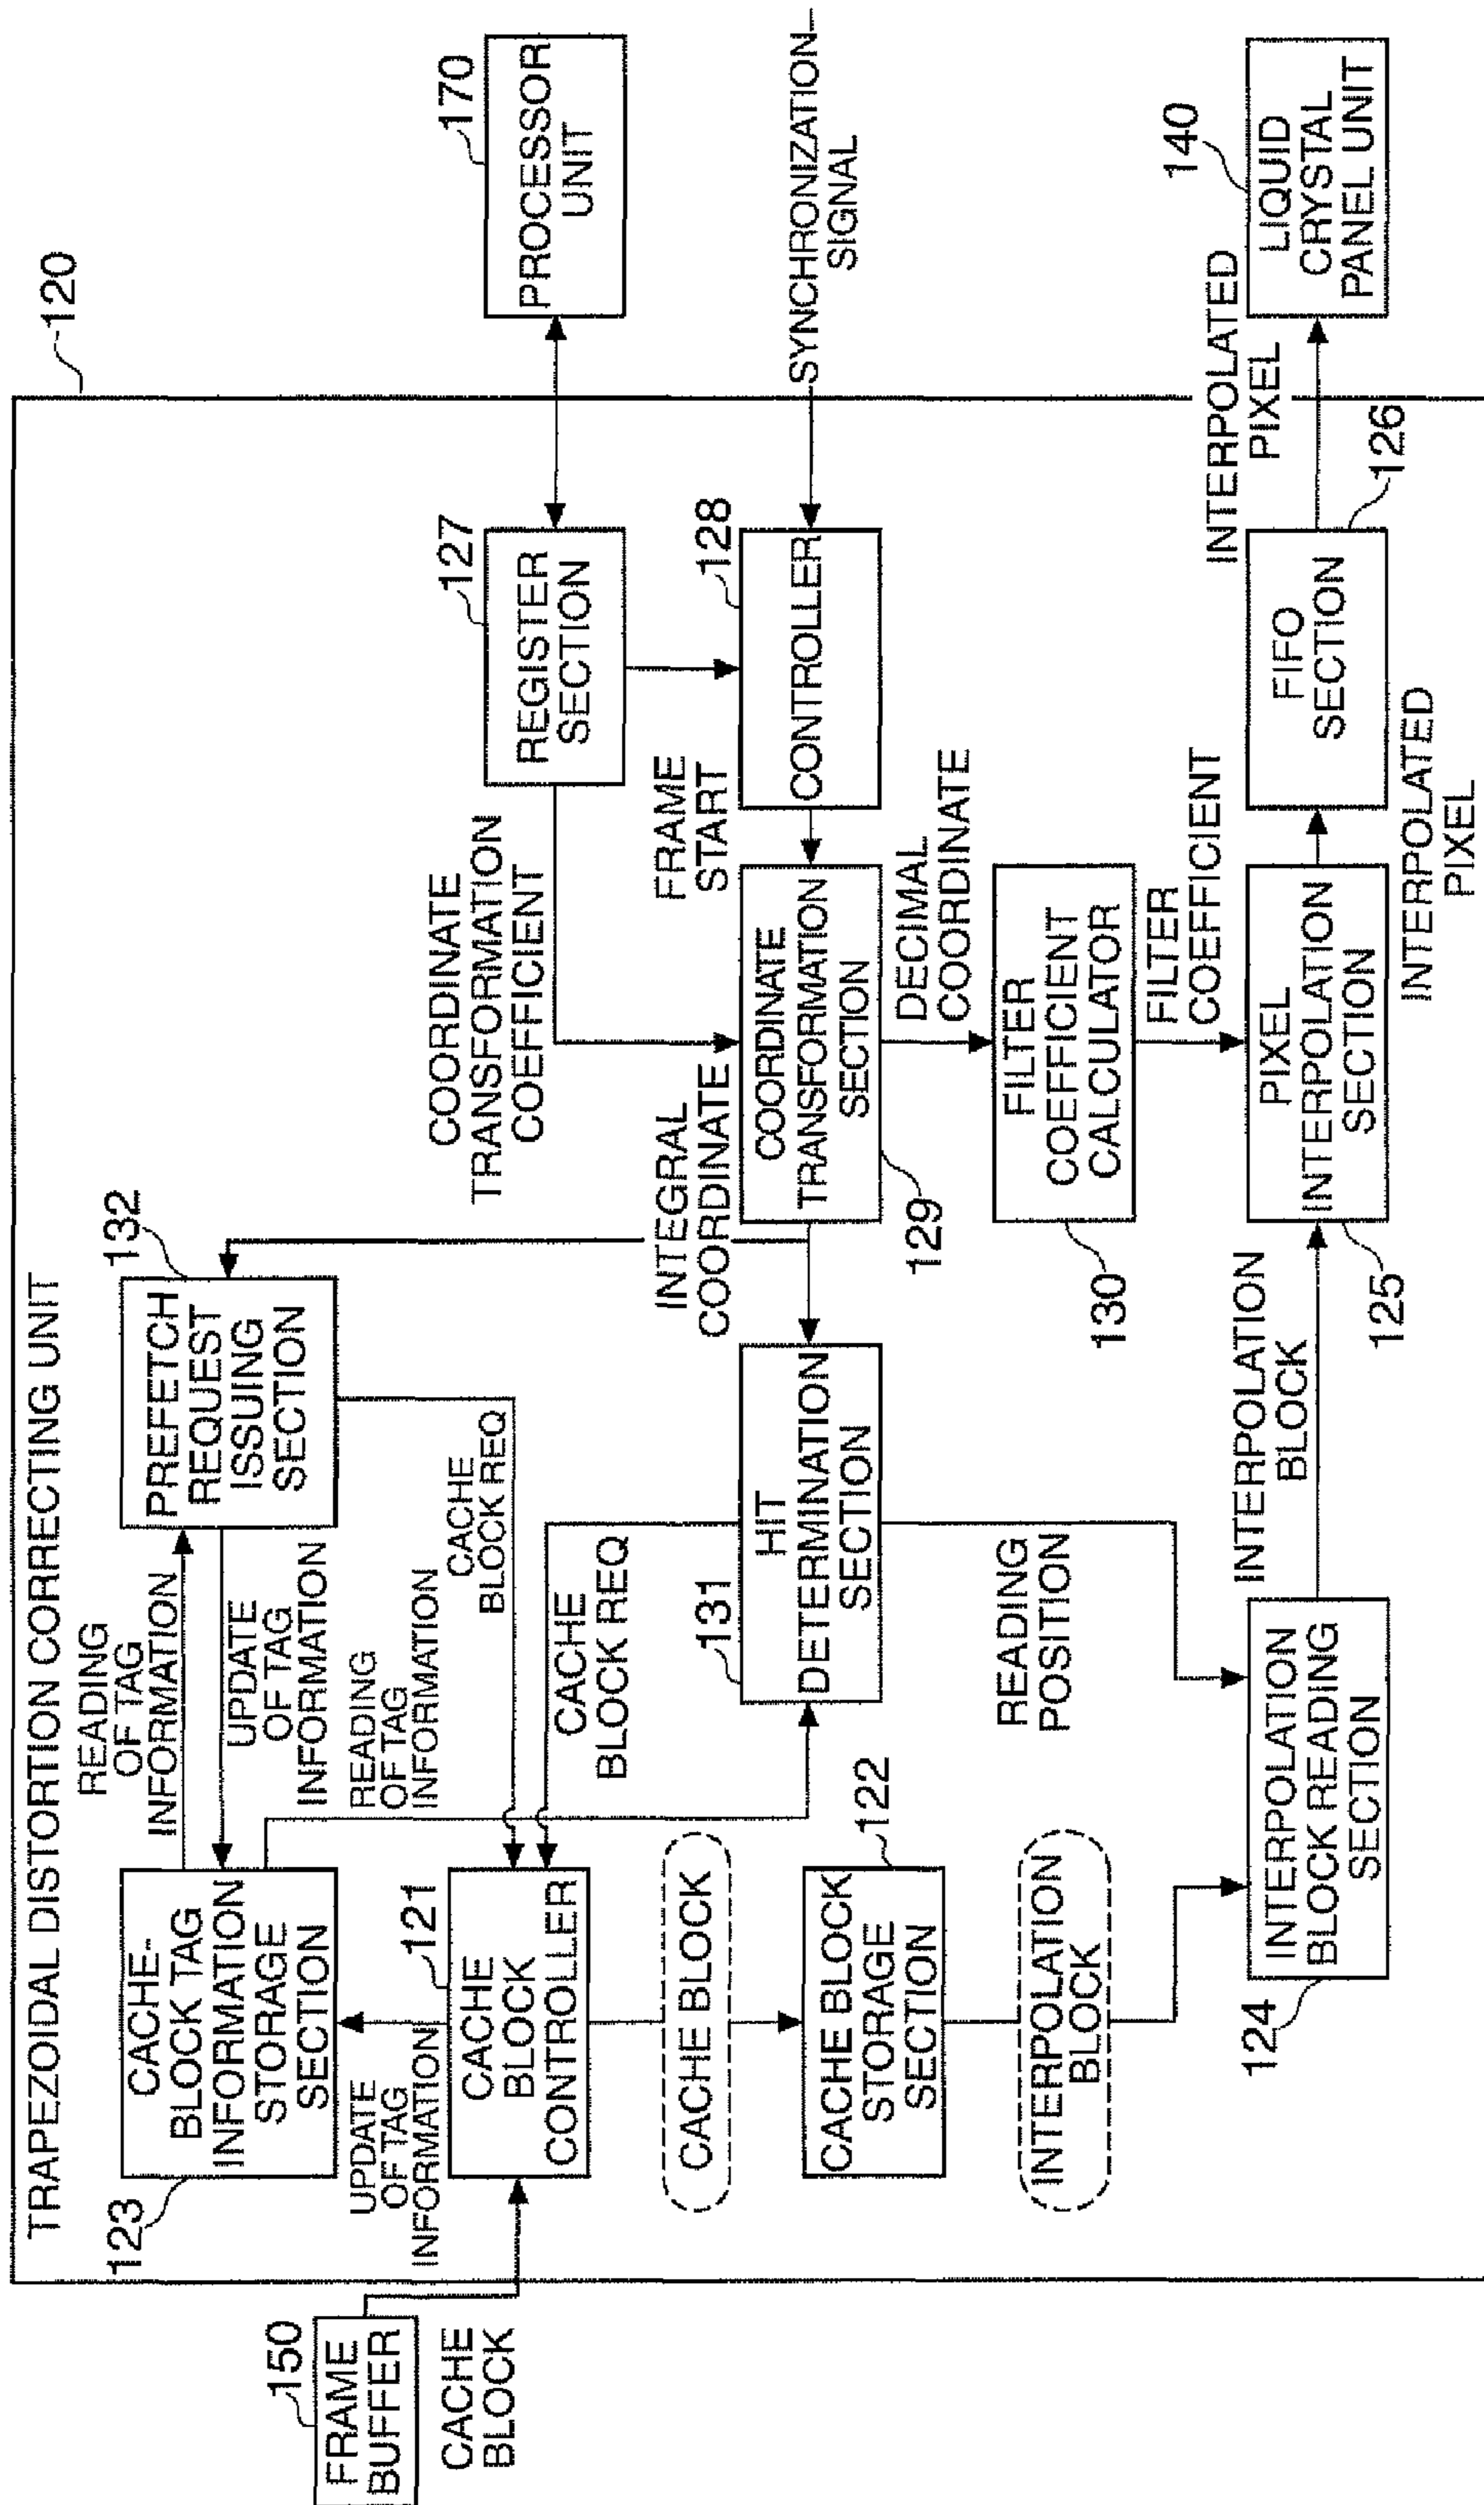 TRAPEZOIDAL DISTORTION CORRECTING UNIT
120
150
FRAME
BUFFER
CACHE
BLOCK
123
CACHE-
BLOCK TAG
INFORMATION
STORAGE
SECTION
READING
OF TAG
INFORMATION
UPDATE
OF TAG
INFORMATION
132
PREFETCH
REQUEST
ISSUING
SECTION
UPDATE
OF TAG
INFORMATION
READING
OF TAG
INFORMATION
CACHE
BLOCK REQ
121
CACHE
BLOCK
CONTROLLER
CACHE
BLOCK REQ
COORDINATE
TRANSFORMATION
COEFFICIENT
127
REGISTER
SECTION
170
PROCESSOR
UNIT
CACHE BLOCK
131
HIT
DETERMINATION
SECTION
INTEGRAL
COORDINATE
COORDINATE
TRANSFORMATION
SECTION
129
FRAME
START
128
CONTROLLER
SYNCHRONIZATION
SIGNAL
122
CACHE BLOCK
STORAGE
SECTION
READING
POSITION
DECIMAL
COORDINATE
INTERPOLATION
BLOCK
130
FILTER
COEFFICIENT
CALCULATOR
FILTER
COEFFICIENT
124
INTERPOLATION
BLOCK READING
SECTION
INTERPOLATION
BLOCK
125
PIXEL
INTERPOLATION
SECTION
INTERPOLATED
PIXEL
FIFO
SECTION
126
INTERPOLATED
PIXEL
140
LIQUID
CRYSTAL
PANEL UNIT